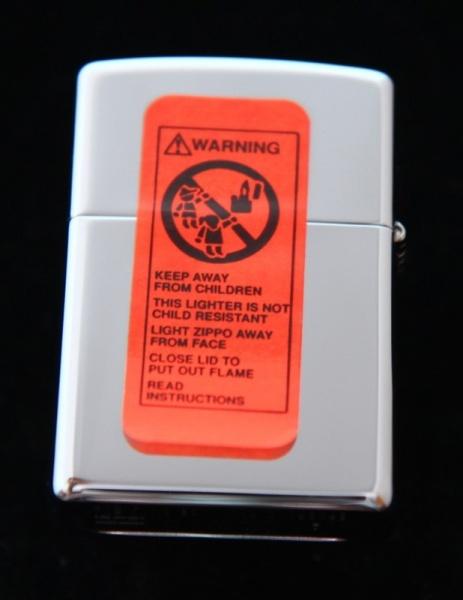 WARNING
KEEP AWAY
FROM CHILDREN
THIS LIGHTER IS NOT
CHILD RESISTANT
LIGHT ZIPPO AWAY
FROM FACE
CLOSE LID TO
PUT OUT FLAME
READ
INSTRUCTIONS